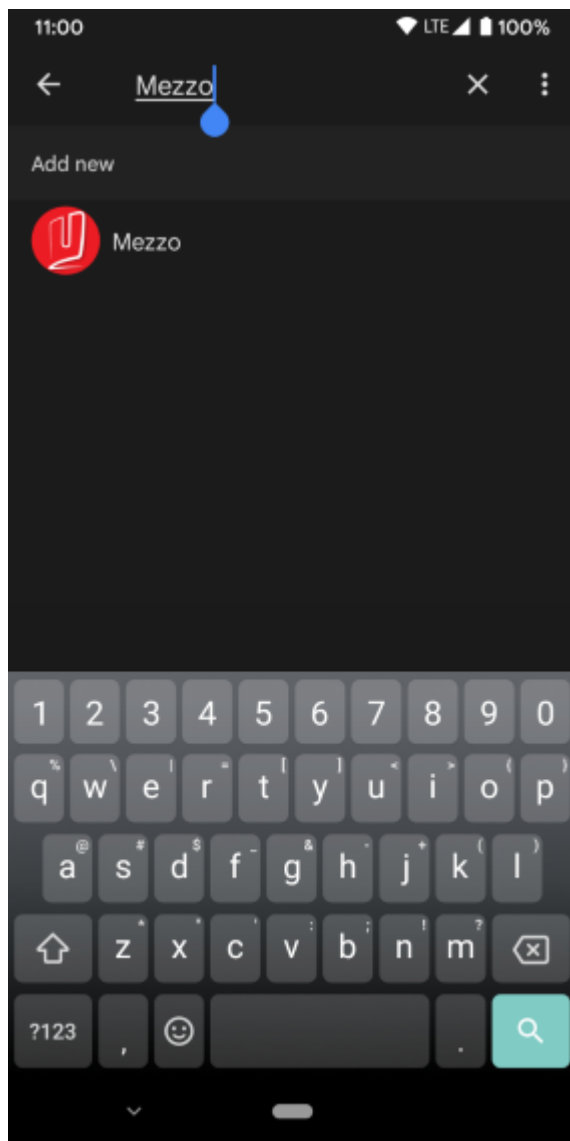 11:00 LTE 100%
Mezzo
Add new
Mezzo
1 2 3 4 5 6 7 8 9 0
% \ | = [ ] < > { }
q w e r t y u i o p
@ # $ _ & - + ( )
a s d f g h j k l
* " ' : ; ! ?
z x c v b n m
?123 , .